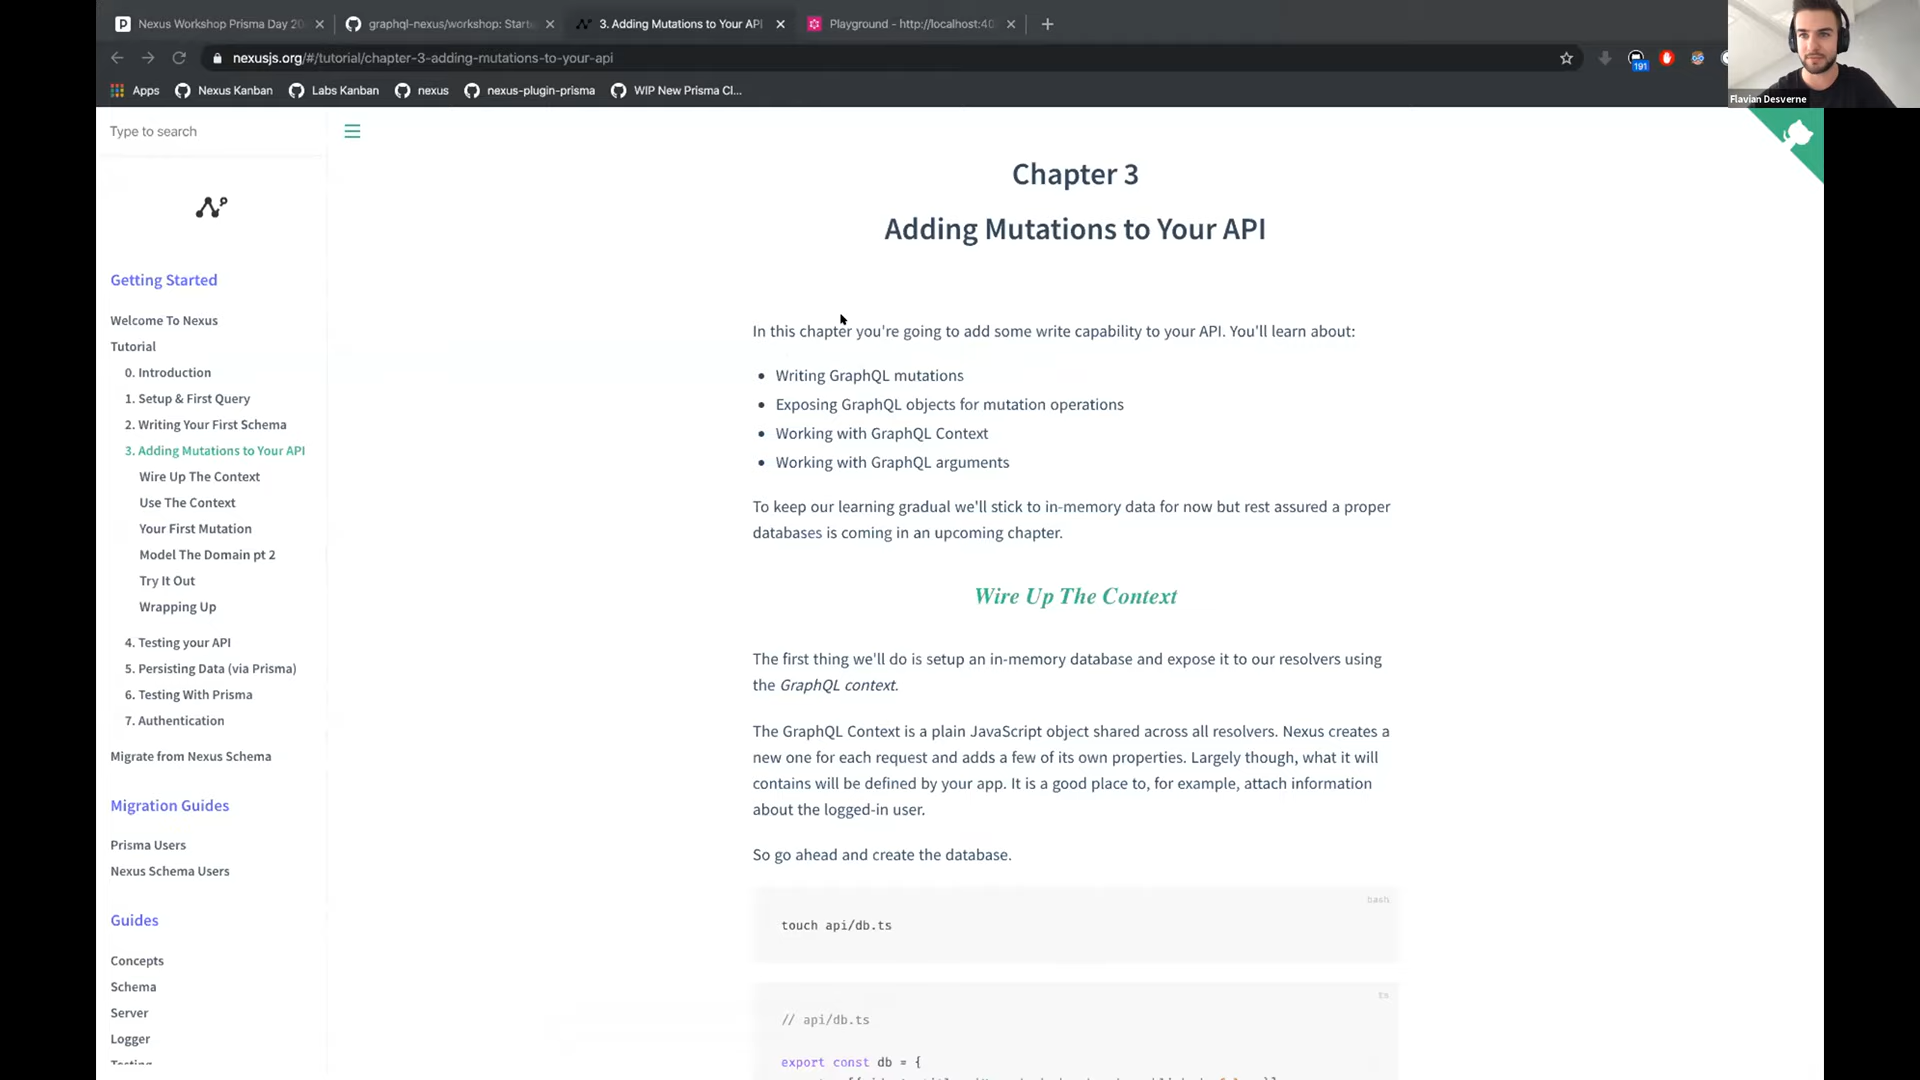 Nexus Workshop Prisma Day 20
graphql-nexus/workshop: Starte
3. Adding Mutations to Your API
Playground - http://localhost:40
nexusjs.org/#/tutorial/chapter-3-adding-mutations-to-your-api
191
Apps
Nexus Kanban
Labs Kanban
nexus
nexus-plugin-prisma
WIP New Prisma Cl...
Flavian Desverne
Type to search
Getting Started
Welcome To Nexus
Tutorial
0. Introduction
1. Setup & First Query
2. Writing Your First Schema
3. Adding Mutations to Your API
Wire Up The Context
Use The Context
Your First Mutation
Model The Domain pt 2
Try It Out
Wrapping Up
4. Testing your API
5. Persisting Data (via Prisma)
6. Testing With Prisma
7. Authentication
Migrate from Nexus Schema
Migration Guides
Prisma Users
Nexus Schema Users
Guides
Concepts
Schema
Server
Logger
Testing
Chapter 3
Adding Mutations to Your API
In this chapter you're going to add some write capability to your API. You'll learn about:
• Writing GraphQL mutations
• Exposing GraphQL objects for mutation operations
• Working with GraphQL Context
• Working with GraphQL arguments
To keep our learning gradual we'll stick to in-memory data for now but rest assured a proper
databases is coming in an upcoming chapter.
Wire Up The Context
The first thing we'll do is setup an in-memory database and expose it to our resolvers using
the GraphQL context.
The GraphQL Context is a plain JavaScript object shared across all resolvers. Nexus creates a
new one for each request and adds a few of its own properties. Largely though, what it will
contains will be defined by your app. It is a good place to, for example, attach information
about the logged-in user.
So go ahead and create the database.
bash
touch api/db.ts
ts
// api/db.ts
export const db = {